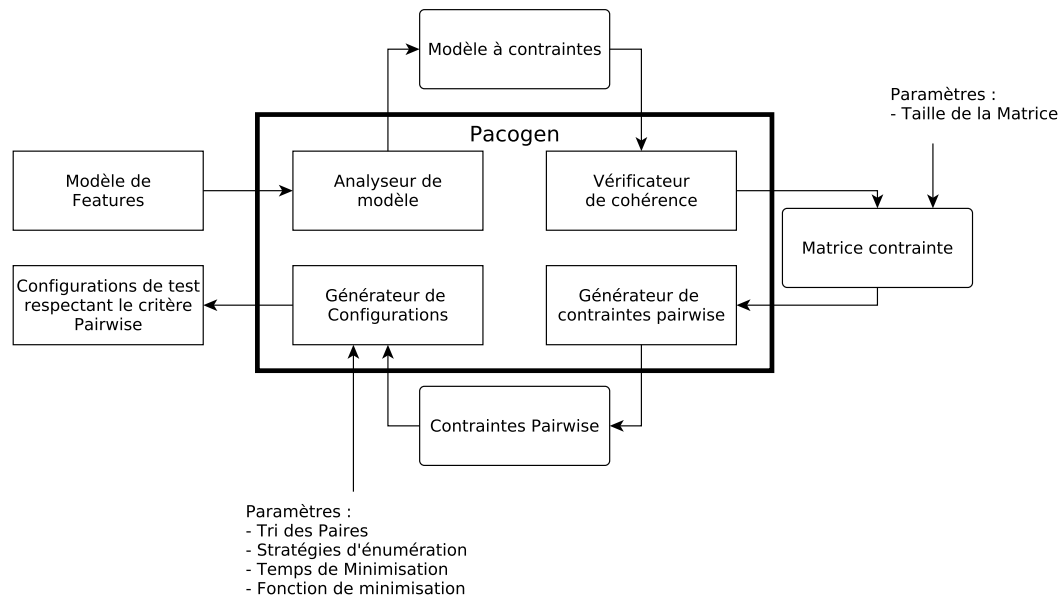 Modèle à contraintes
Paramètres :
- Taille de la Matrice
Pacogen
Modèle de
Features
Analyseur de
modèle
Vérificateur
de cohérence
Matrice contrainte
Configurations de test
respectant le critère
Pairwise
Générateur de
Configurations
Générateur de
contraintes pairwise
Contraintes Pairwise
Paramètres :
- Tri des Paires
- Stratégies d'énumération
- Temps de Minimisation
- Fonction de minimisation